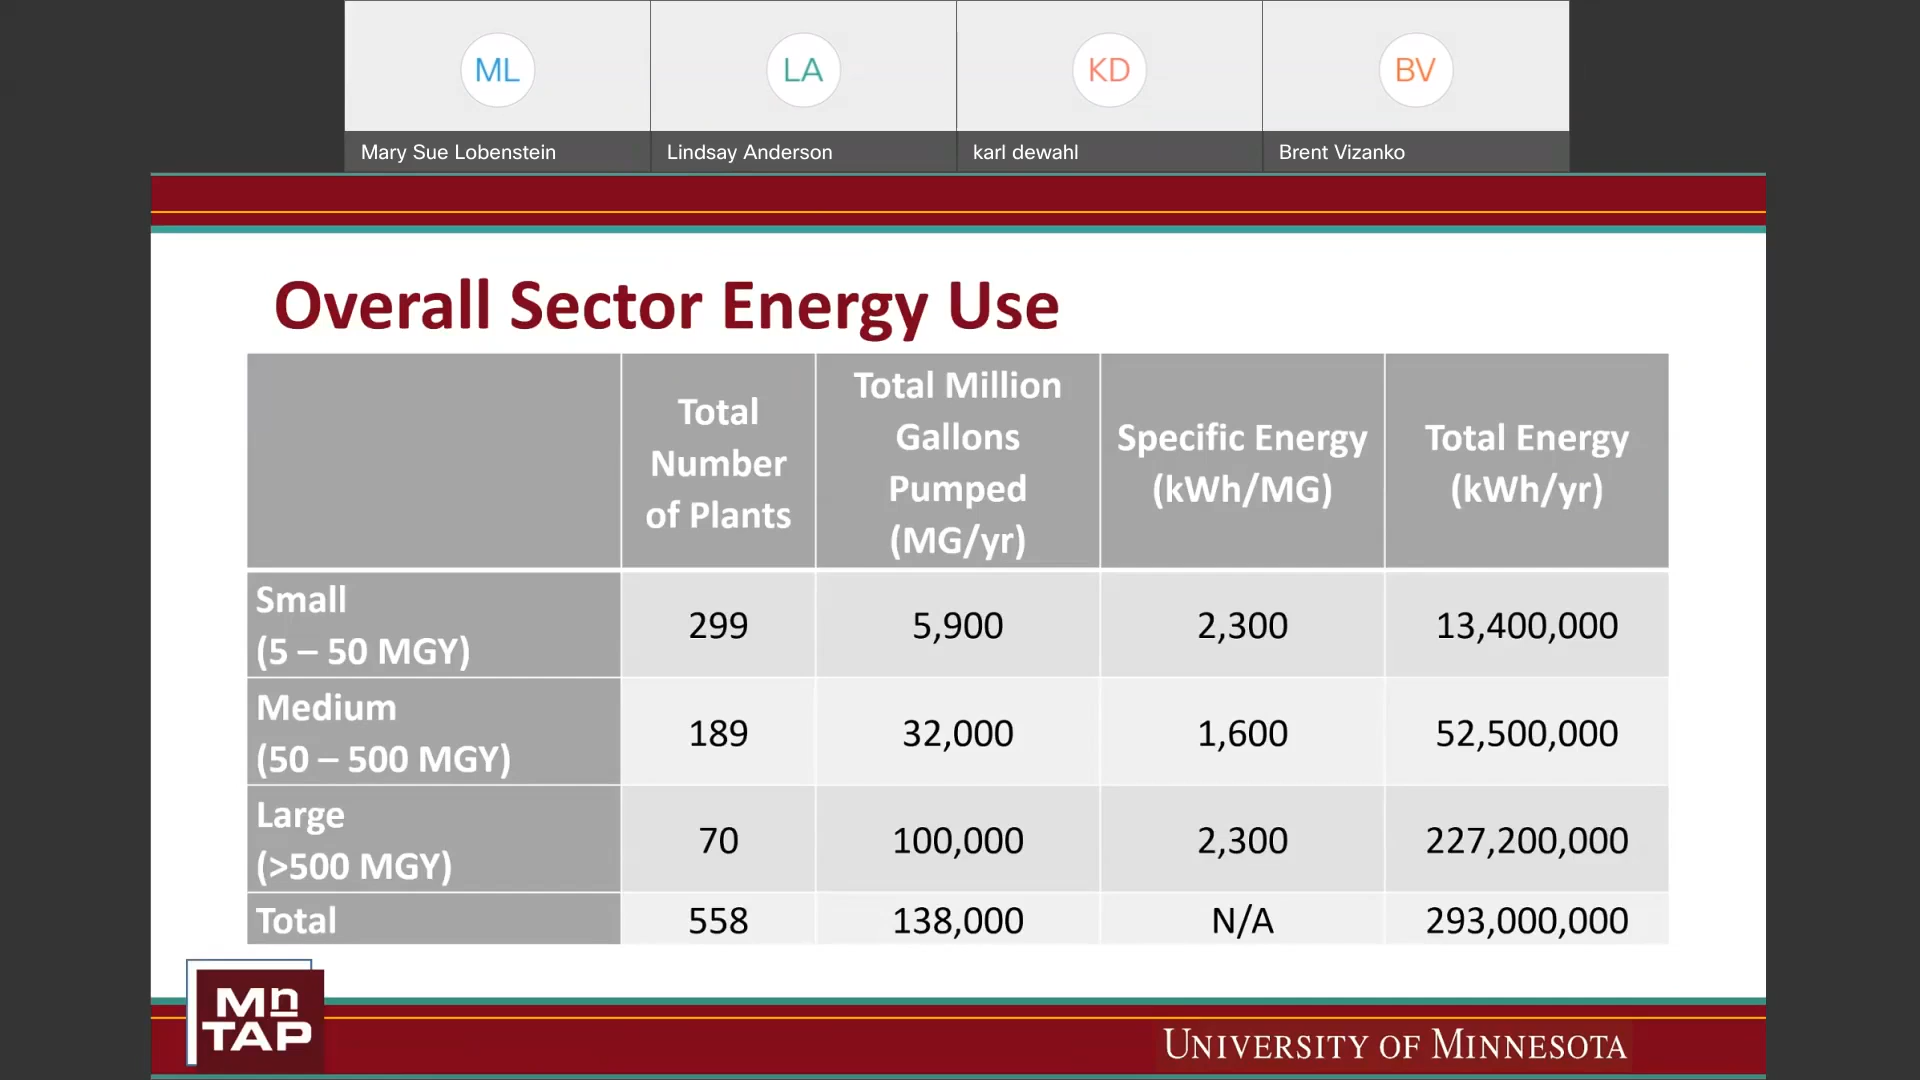 ML
LA
KD
BV
Mary Sue Lobenstein
Lindsay Anderson
karl dewahl
Brent Vizanko
Overall Sector Energy Use
Total
Number
of Plants
Total Million
Gallons
Pumped
(MG/yr)
Specific Energy
(kWh/MG)
Total Energy
(kWh/yr)
Small
(5 – 50 MGY)
299
5,900
2,300
13,400,000
Medium
(50 – 500 MGY)
189
32,000
1,600
52,500,000
Large
(>500 MGY)
70
100,000
2,300
227,200,000
Total
558
138,000
N/A
293,000,000
Mn
TAP
UNIVERSITY OF MINNESOTA